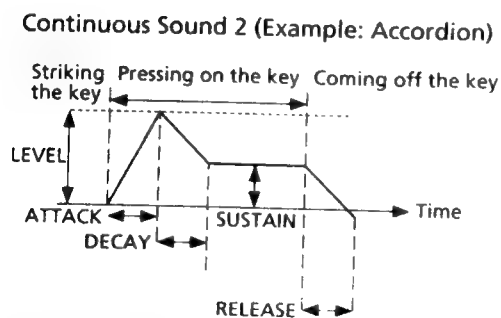 Continuous Sound 2 (Example: Accordion)
Striking the key
Pressing on the key
Coming off the key
LEVEL
ATTACK
SUSTAIN
Time
DECAY
RELEASE